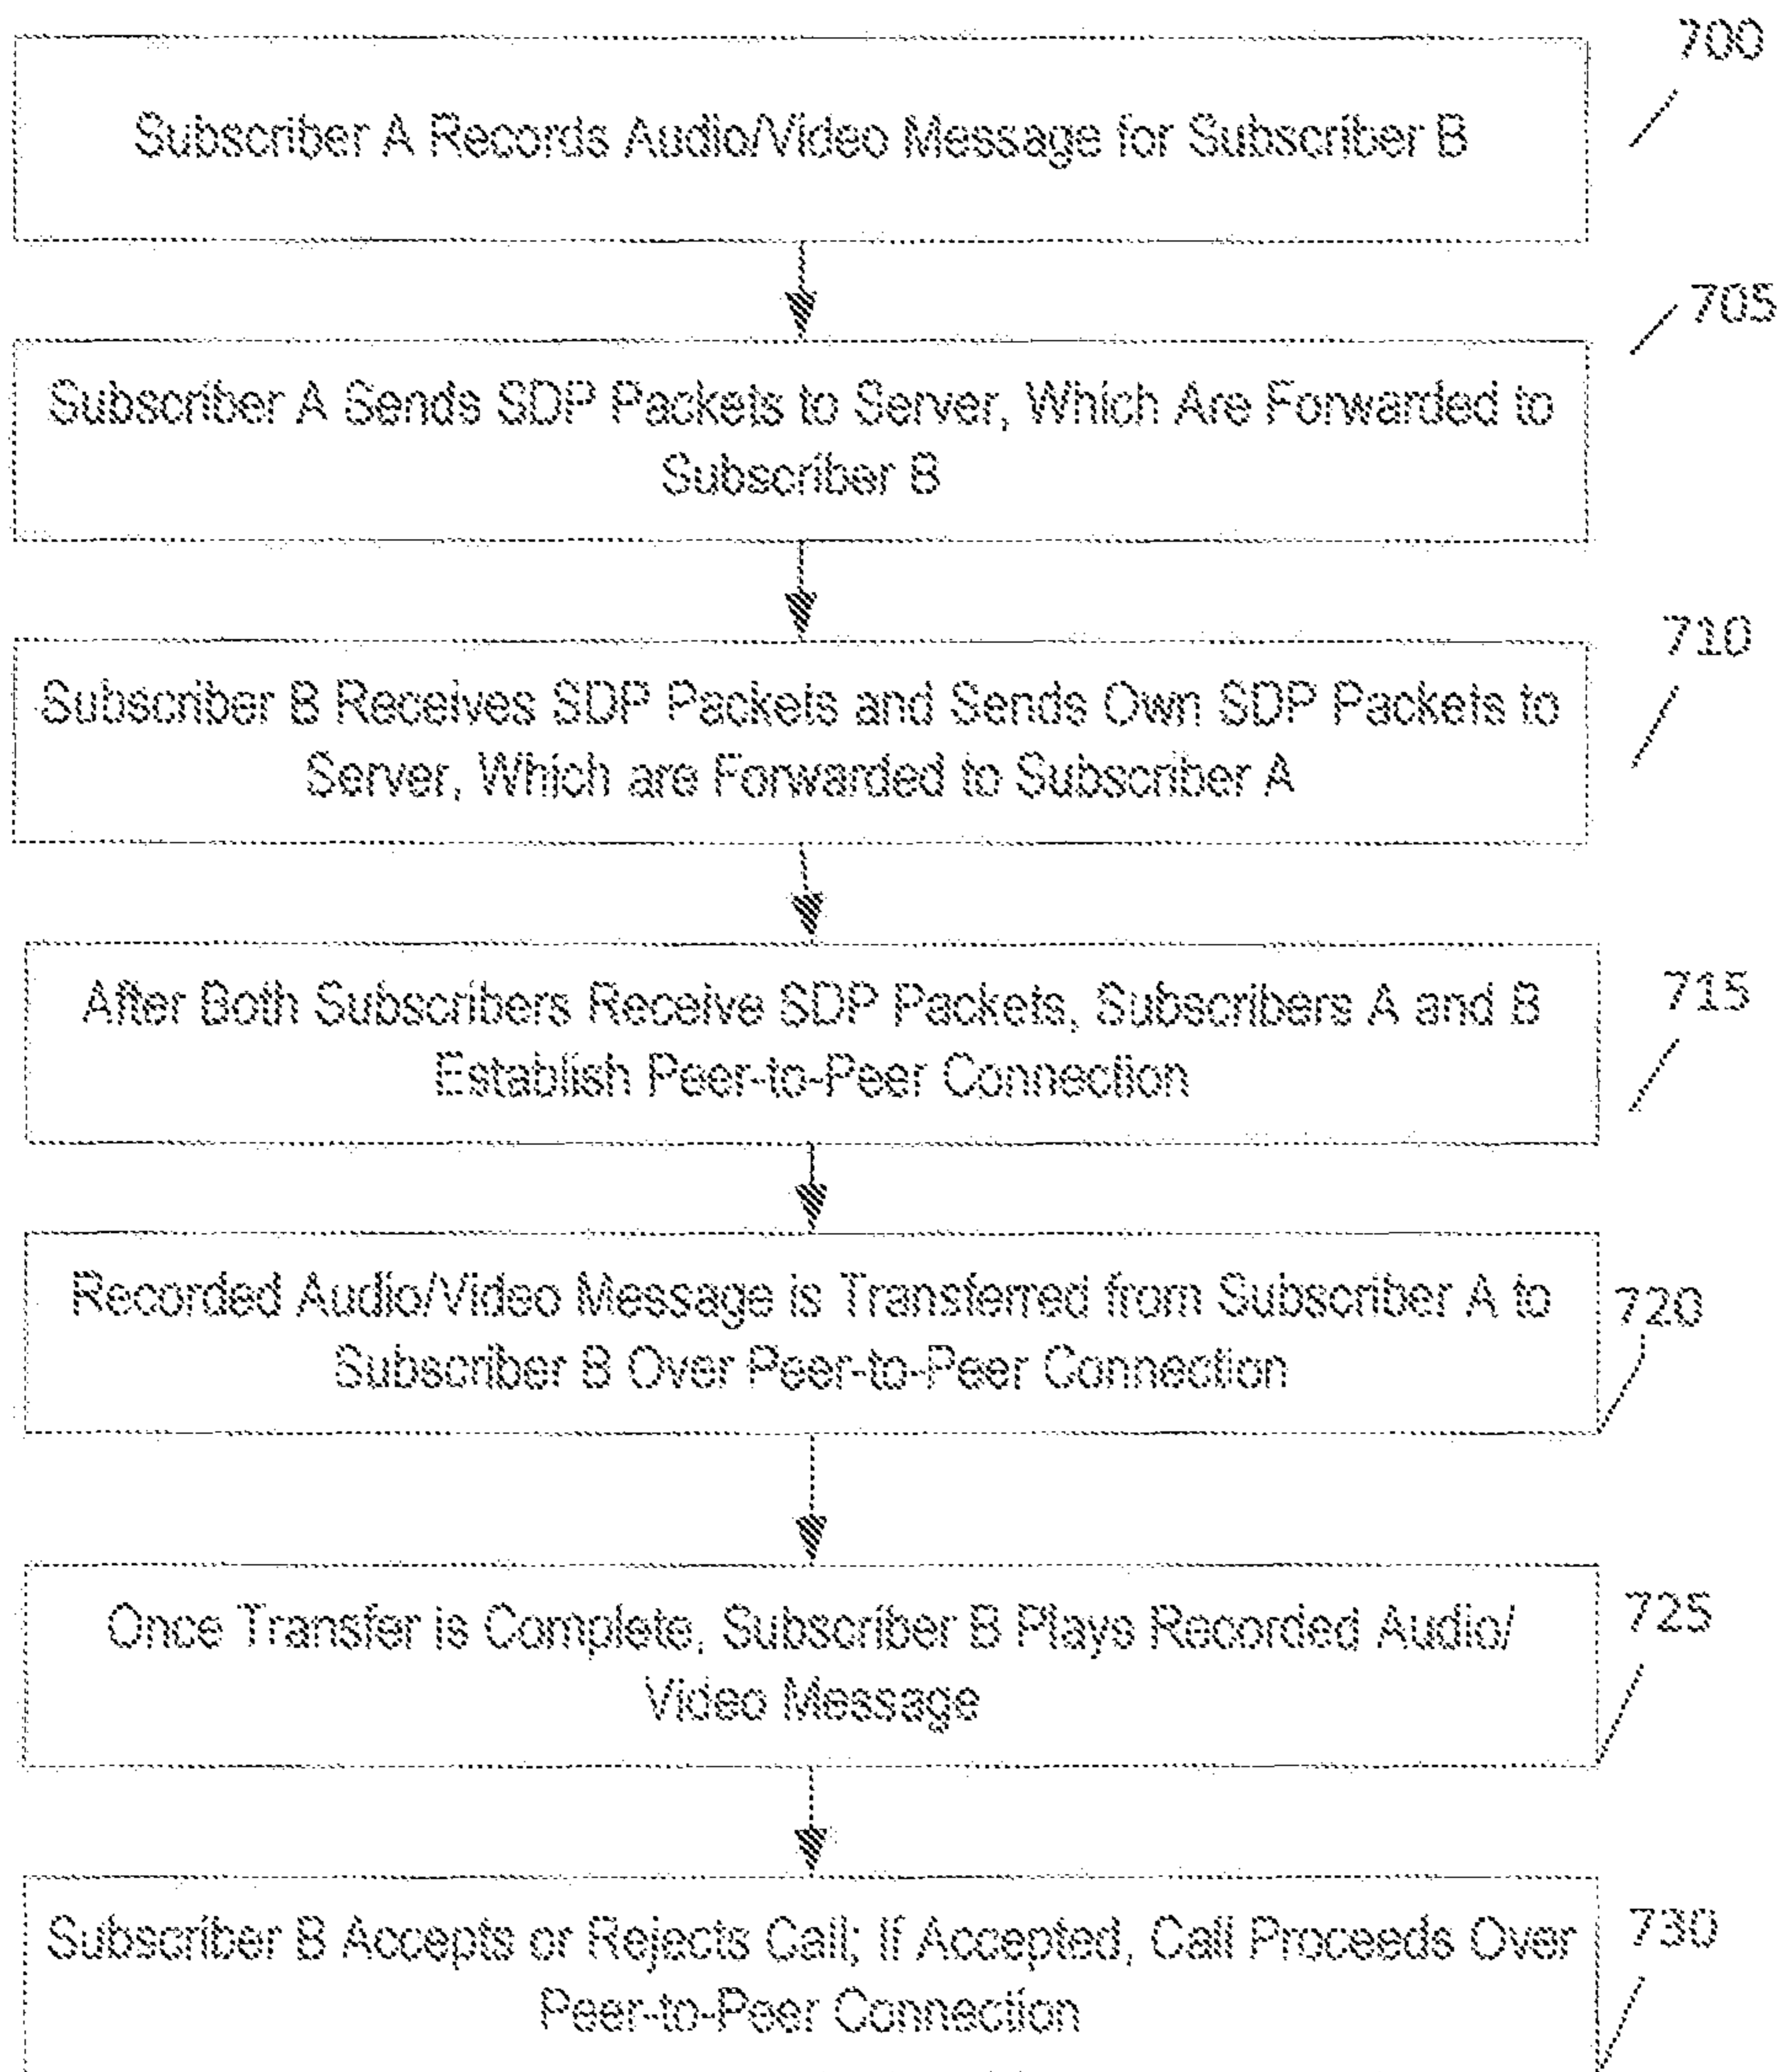 700
Subscriber A Records Audio/Video Message for Subscriber B
705
Subscriber A Sends SDP Packets to Server, Which Are Forwarded to
Subscriber B
710
Subscriber B Receives SDP Packets and Sends Own SDP Packets to
Server, Which are Forwarded to Subscriber A
715
After Both Subscribers Receive SDP Packets, Subscribers A and B
Establish Peer-to-Peer Connection
720
Recorded Audio/Video Message is Transferred from Subscriber A to
Subscriber B Over Peer-to-Peer Connection
725
Once Transfer is Complete, Subscriber B Plays Recorded Audio/
Video Message
730
Subscriber B Accepts or Rejects Call; If Accepted, Call Proceeds Over
Peer-to-Peer Connection